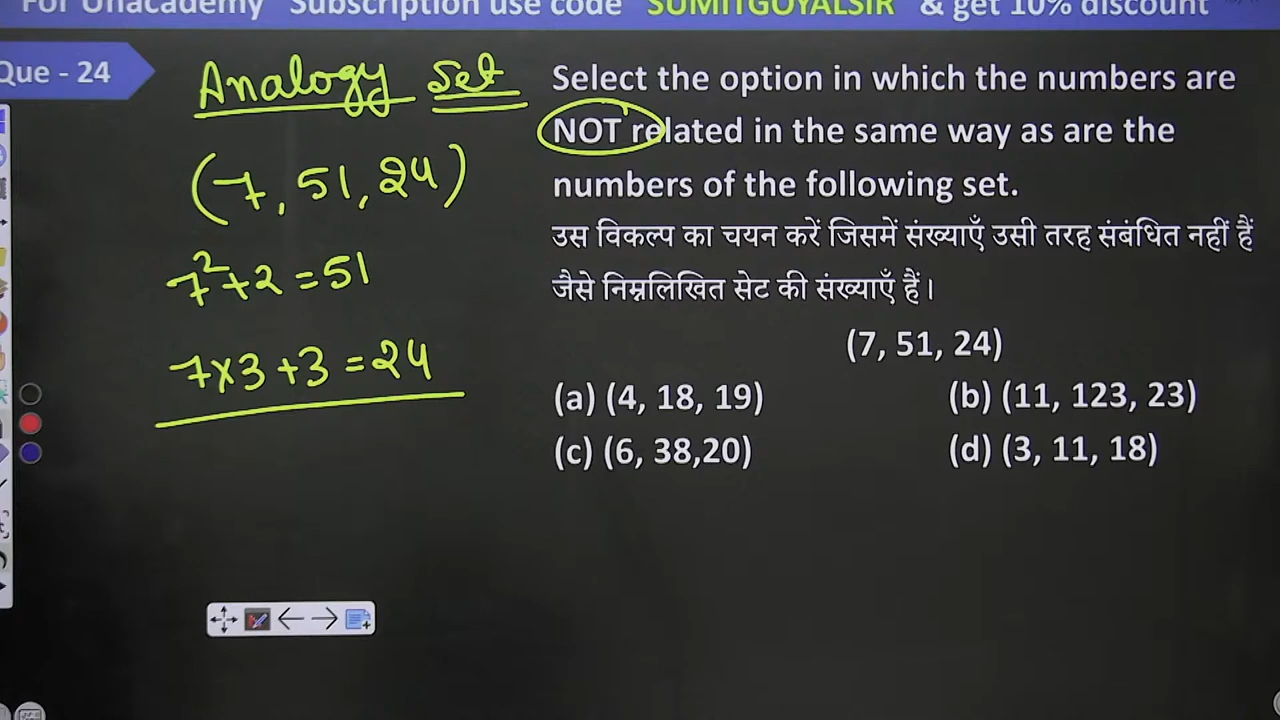 For Unacademy Subscription use code SUMITGOYALSIR & get 10% discount
Que - 24
Analogy Set
(7, 51, 24)
7²+2 = 51
7×3 +3 = 24
Select the option in which the numbers are
NOT related in the same way as are the
numbers of the following set.
उस विकल्प का चयन करें जिसमें संख्याएँ उसी तरह संबंधित नहीं हैं
जैसे निम्नलिखित सेट की संख्याएँ हैं।
(7, 51, 24)
(a) (4, 18, 19)
(b) (11, 123, 23)
(c) (6, 38,20)
(d) (3, 11, 18)